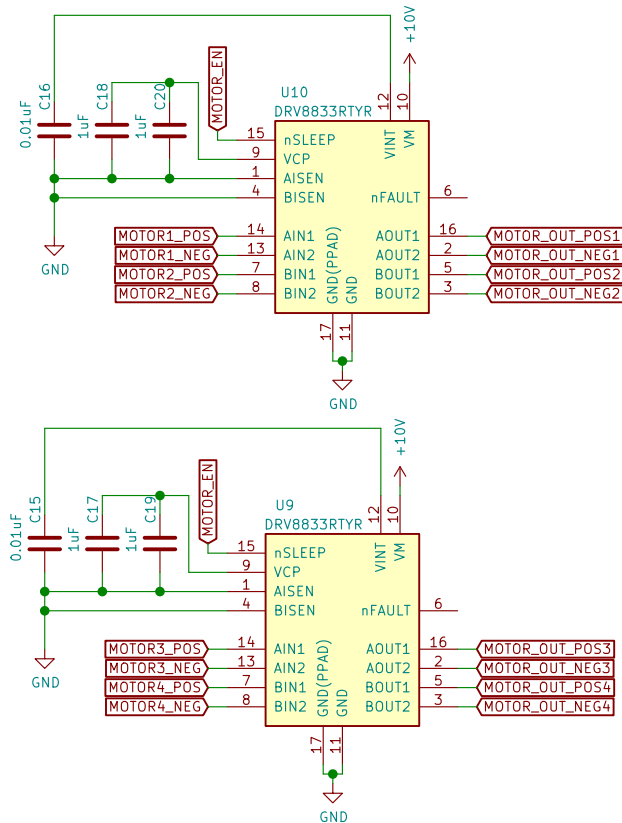 +10V
MOTOR_EN
C16
0.01uF
C18
1uF
C20
1uF
U10
DRV8833RTYR
12
10
VINT
VM
15 nSLEEP
9 VCP
1 AISEN
4 BISEN
nFAULT 6
MOTOR1_POS 14 AIN1
MOTOR1_NEG 13 AIN2
MOTOR2_POS 7 BIN1
MOTOR2_NEG 8 BIN2
AOUT1 16 MOTOR_OUT_POS1
AOUT2 2 MOTOR_OUT_NEG1
BOUT1 5 MOTOR_OUT_POS2
BOUT2 3 MOTOR_OUT_NEG2
GND(PPAD)
GND
17
11
GND
GND
+10V
MOTOR_EN
C15
0.01uF
C17
1uF
C19
1uF
U9
DRV8833RTYR
12
10
VINT
VM
15 nSLEEP
9 VCP
1 AISEN
4 BISEN
nFAULT 6
MOTOR3_POS 14 AIN1
MOTOR3_NEG 13 AIN2
MOTOR4_POS 7 BIN1
MOTOR4_NEG 8 BIN2
AOUT1 16 MOTOR_OUT_POS3
AOUT2 2 MOTOR_OUT_NEG3
BOUT1 5 MOTOR_OUT_POS4
BOUT2 3 MOTOR_OUT_NEG4
GND(PPAD)
GND
17
11
GND
GND